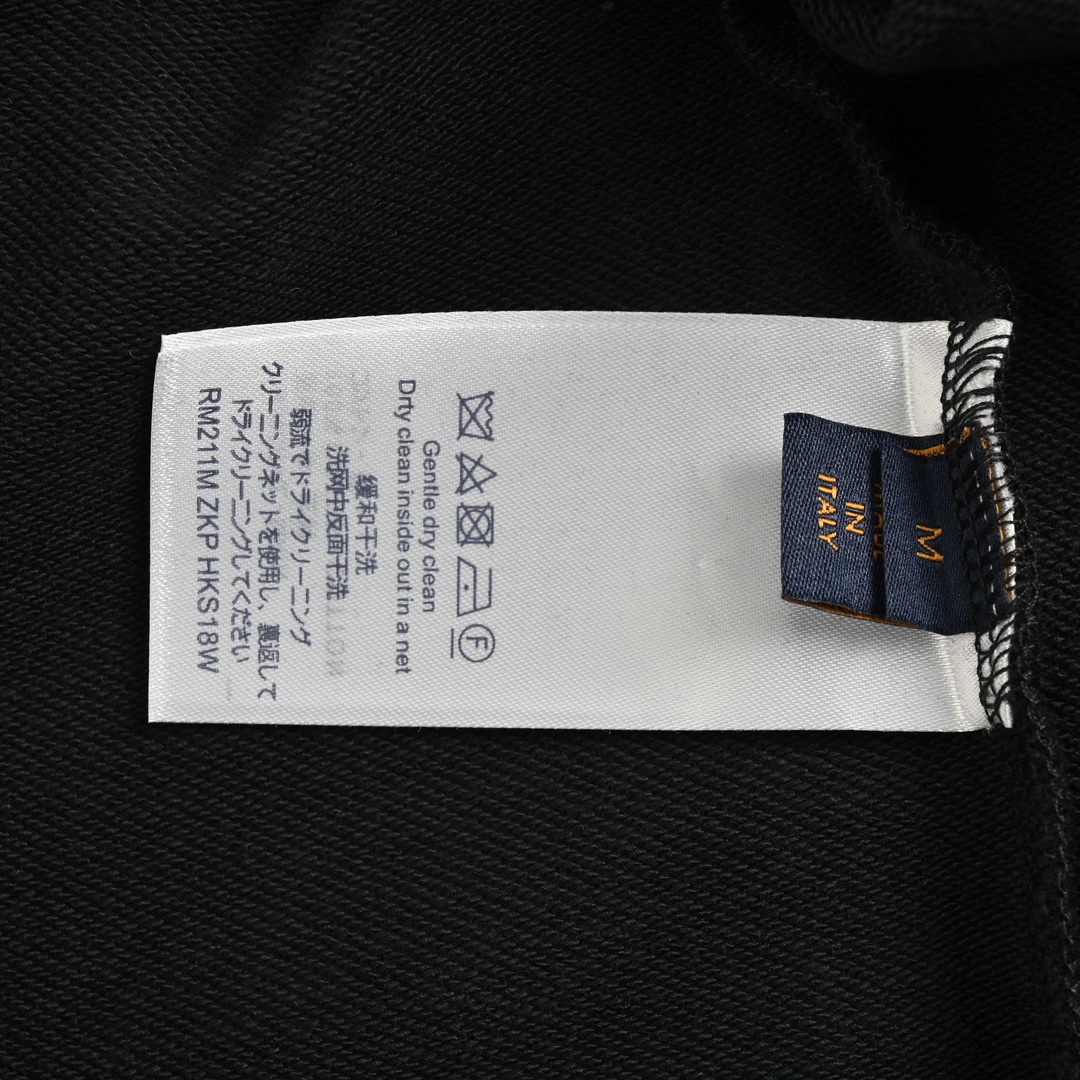 M
IN
ITALY
F
Gentle dry clean
Drty clean inside out in a net
缓和干洗
洗网中反面干洗
弱流でドライクリーニング
クリーニングネットを使用し、裏返して
ドライクリーニングしてください
RM211M ZKP HKS18W